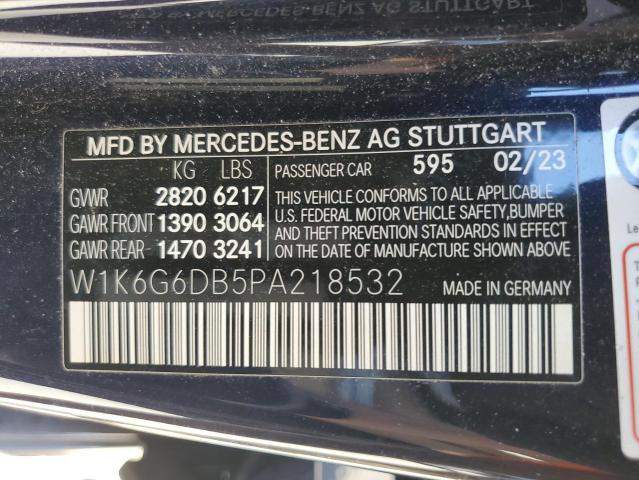 MFD BY MERCEDES-BENZ AG STUTTGART
KG LBS
PASSENGER CAR 595 02/23
GVWR 2820 6217
GAWR FRONT 1390 3064
GAWR REAR 1470 3241
THIS VEHICLE CONFORMS TO ALL APPLICABLE
U.S. FEDERAL MOTOR VEHICLE SAFETY,BUMPER
AND THEFT PREVENTION STANDARDS IN EFFECT
ON THE DATE OF MANUFACTURE SHOWN ABOVE.
W1K6G6DB5PA218532
MADE IN GERMANY